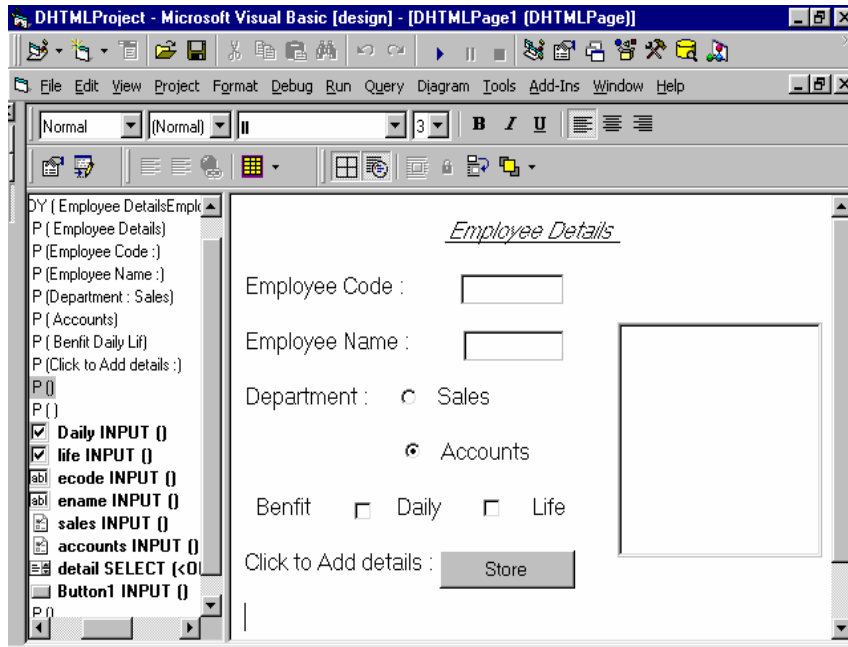 DHTMLProject - Microsoft Visual Basic [design] - [DHTMLPage1 (DHTMLPage)]
File Edit View Project Format Debug Run Query Diagram Tools Add-Ins Window Help
Normal (Normal) 3 B I U
DY ( Employee DetailsEmplo
P ( Employee Details)
P (Employee Code :)
P (Employee Name :)
P (Department : Sales)
P ( Accounts)
P ( Benfit Daily Lif)
P (Click to Add details :)
P ()
P ( )
Daily INPUT ()
life INPUT ()
abl ecode INPUT ()
abl ename INPUT ()
sales INPUT ()
accounts INPUT ()
detail SELECT (<O
Button1 INPUT ()
P ()
Employee Details
Employee Code :
Employee Name :
Department : Sales
Accounts
Benfit Daily Life
Click to Add details : Store